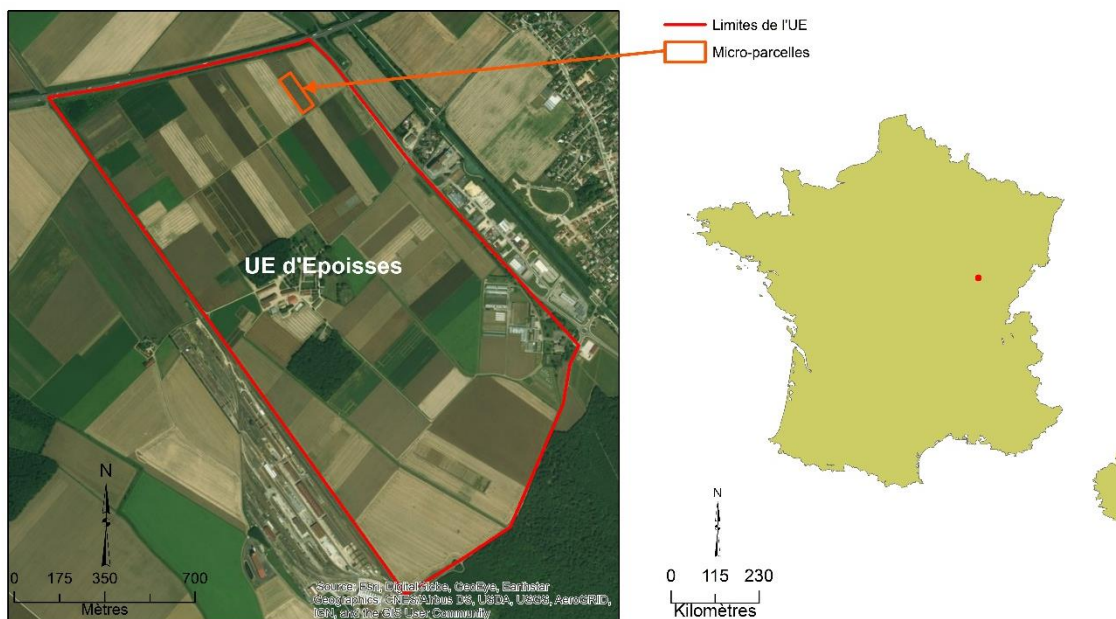 Limites de l'UE
Micro-parcelles
UE d'Epoisses
N
0 175 350 700
Mètres
Source: Esri, DigitalGlobe, GeoEye, Earthstar
Geographics, CNES/Airbus DS, USDA, USGS, AeroGRID,
IGN, and the GIS User Community
N
0 115 230
Kilomètres